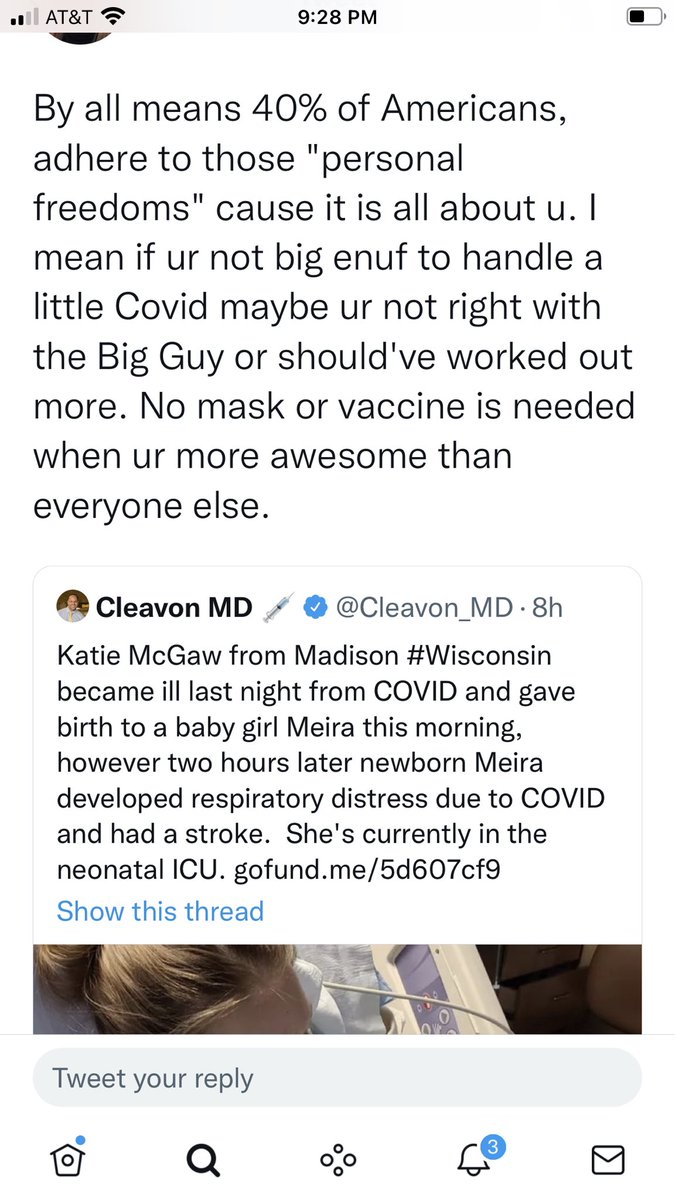 AT&T 9:28 PM
By all means 40% of Americans,
adhere to those "personal
freedoms" cause it is all about u. I
mean if ur not big enuf to handle a
little Covid maybe ur not right with
the Big Guy or should've worked out
more. No mask or vaccine is needed
when ur more awesome than
everyone else.
Cleavon MD @Cleavon_MD · 8h
Katie McGaw from Madison #Wisconsin
became ill last night from COVID and gave
birth to a baby girl Meira this morning,
however two hours later newborn Meira
developed respiratory distress due to COVID
and had a stroke.  She's currently in the
neonatal ICU. gofund.me/5d607cf9
Show this thread
Tweet your reply
3